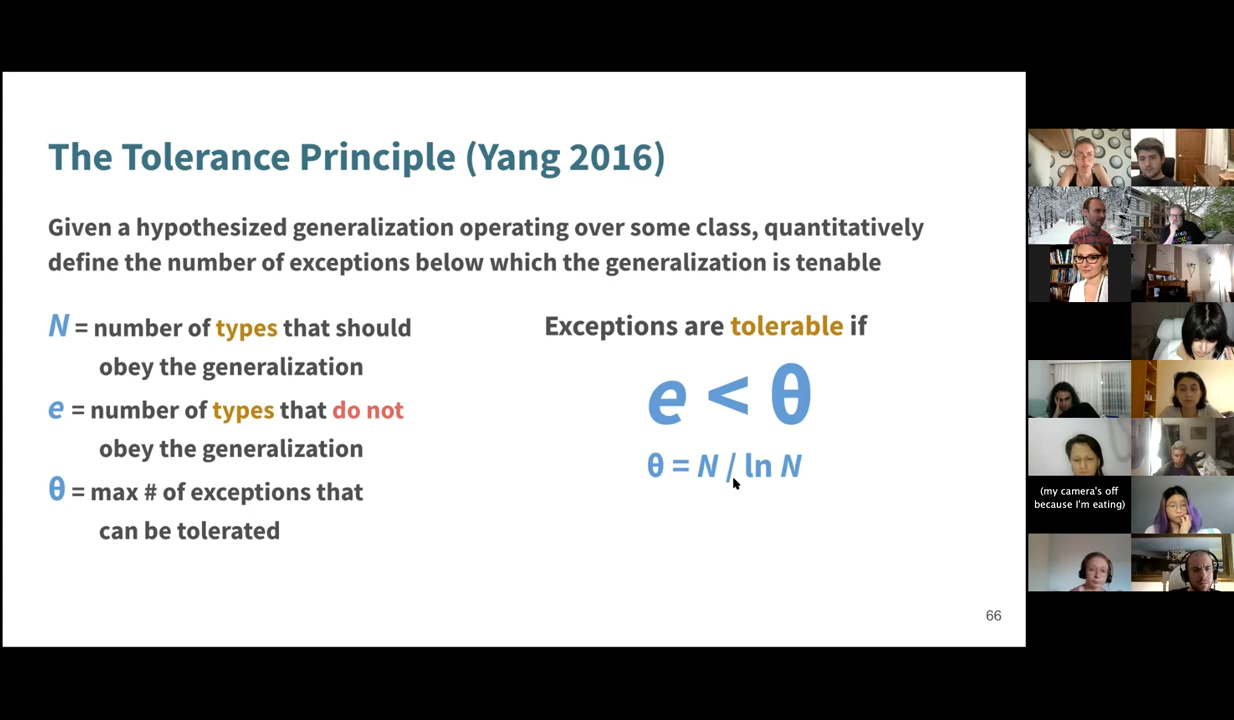 The Tolerance Principle (Yang 2016)
Given a hypothesized generalization operating over some class, quantitatively
define the number of exceptions below which the generalization is tenable
N = number of types that should
obey the generalization
e = number of types that do not
obey the generalization
θ = max # of exceptions that
can be tolerated
Exceptions are tolerable if
e < θ
θ = N / ln N
66
(my camera's off
because I'm eating)